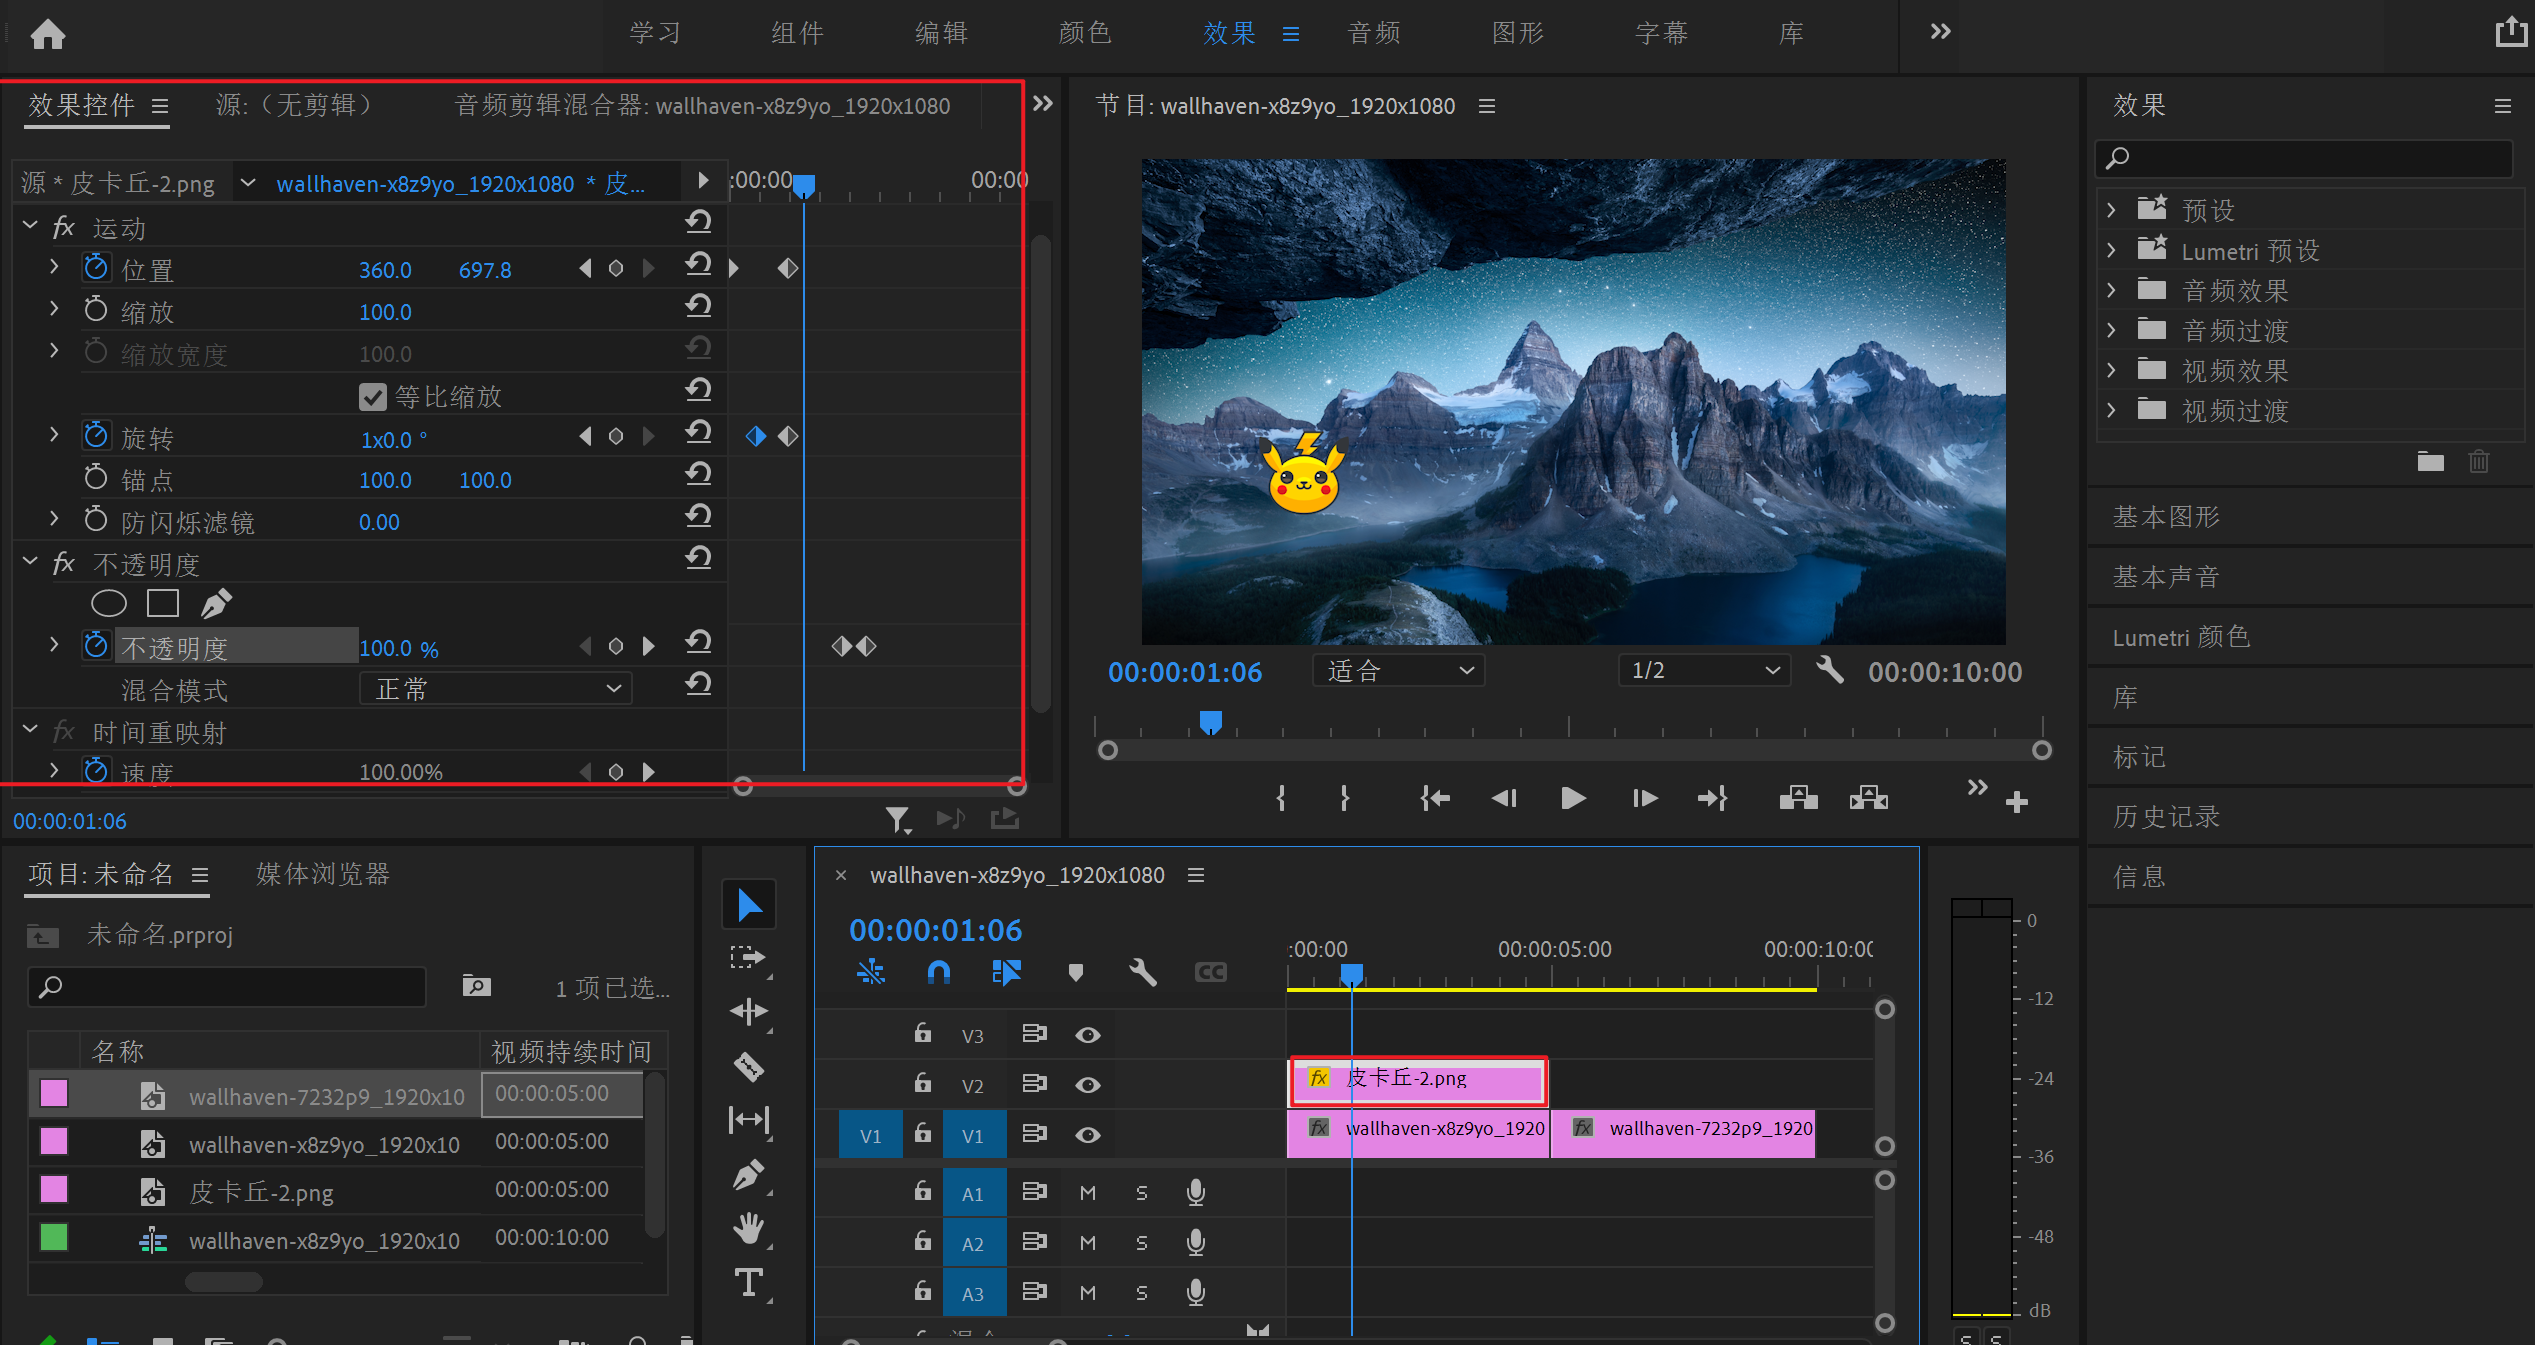 学习 组件 编辑 颜色 效果 音频 图形 字幕 库
效果控件 源:（无剪辑） 音频剪辑混合器: wallhaven-x8z9yo_1920x1080
源 * 皮卡丘-2.png wallhaven-x8z9yo_1920x1080 * 皮... :00:00 00:00
fx 运动
位置 360.0 697.8
缩放 100.0
缩放宽度 100.0
等比缩放
旋转 1x0.0 °
锚点 100.0 100.0
防闪烁滤镜 0.00
fx 不透明度
不透明度 100.0 %
混合模式 正常
fx 时间重映射
速度 100.00%
00:00:01:06
节目: wallhaven-x8z9yo_1920x1080
00:00:01:06 适合 1/2 00:00:10:00
效果
预设
Lumetri 预设
音频效果
音频过渡
视频效果
视频过渡
基本图形
基本声音
Lumetri 颜色
库
标记
历史记录
信息
项目: 未命名 媒体浏览器
未命名.prproj
1 项已选...
名称 视频持续时间
wallhaven-7232p9_1920x10 00:00:05:00
wallhaven-x8z9yo_1920x10 00:00:05:00
皮卡丘-2.png 00:00:05:00
wallhaven-x8z9yo_1920x10 00:00:10:00
T
× wallhaven-x8z9yo_1920x1080
00:00:01:06
:00:00 00:00:05:00 00:00:10:00
CC
V3
V2 fx 皮卡丘-2.png
V1 V1 fx wallhaven-x8z9yo_1920 fx wallhaven-7232p9_1920
A1 M S
A2 M S
A3 M S
0
-12
-24
-36
-48
dB
S S